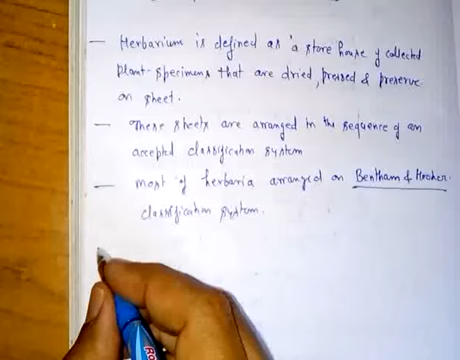 — Herbarium is defined as 'a store house of collected
plant-specimens that are dried, pressed & preserve
on sheet.
— These sheets are arranged in the sequence of an
accepted classification system
— most of herbaria arranged on Bentham & Hooker.
classification system.